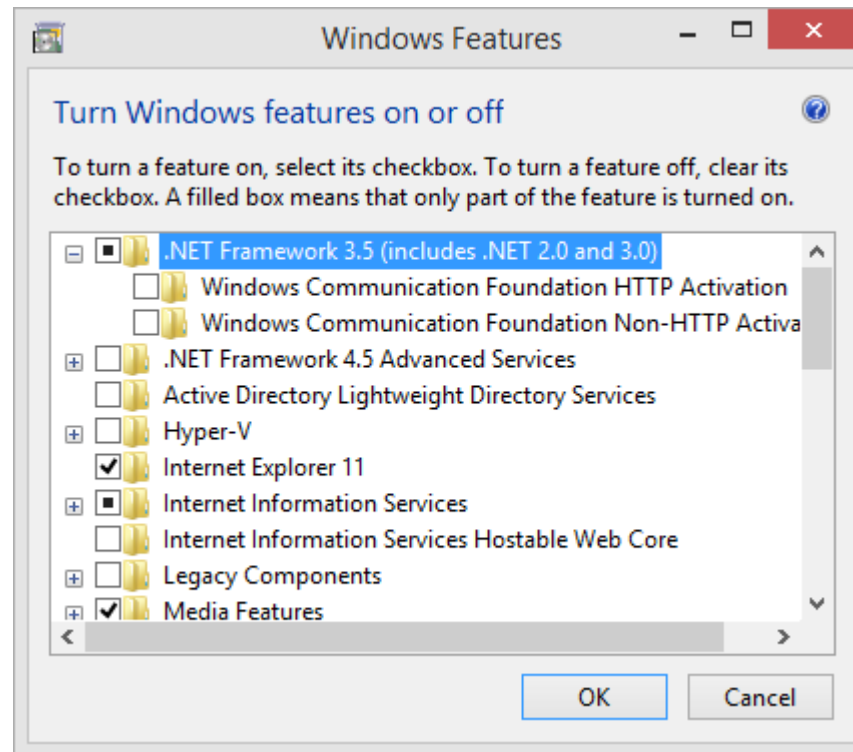 Windows Features
Turn Windows features on or off
To turn a feature on, select its checkbox. To turn a feature off, clear its
checkbox. A filled box means that only part of the feature is turned on.
.NET Framework 3.5 (includes .NET 2.0 and 3.0)
Windows Communication Foundation HTTP Activation
Windows Communication Foundation Non-HTTP Activa
.NET Framework 4.5 Advanced Services
Active Directory Lightweight Directory Services
Hyper-V
Internet Explorer 11
Internet Information Services
Internet Information Services Hostable Web Core
Legacy Components
Media Features
OK Cancel